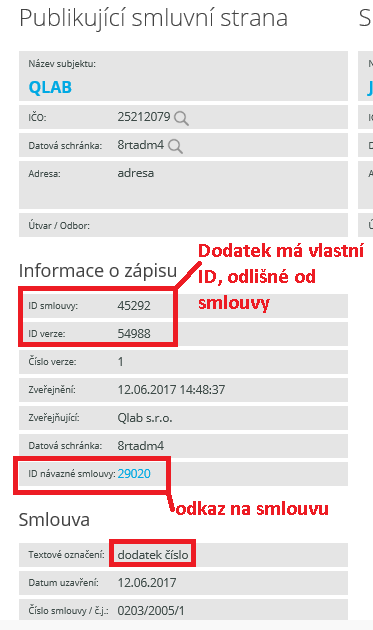 Publikující smluvní strana
S
Název subjektu:
QLAB
IČO: 25212079
Datová schránka: 8rtadm4
Adresa: adresa
Útvar / Odbor:
Informace o zápisu
Dodatek má vlastní
ID, odlišné od
smlouvy
ID smlouvy: 45292
ID verze: 54988
Číslo verze: 1
Zveřejnění: 12.06.2017 14:48:37
Zveřejňující: Qlab s.r.o.
Datová schránka: 8rtadm4
ID návazné smlouvy: 29020
odkaz na smlouvu
Smlouva
Textové označení: dodatek číslo
Datum uzavření: 12.06.2017
Číslo smlouvy / č.j.: 0203/2005/1